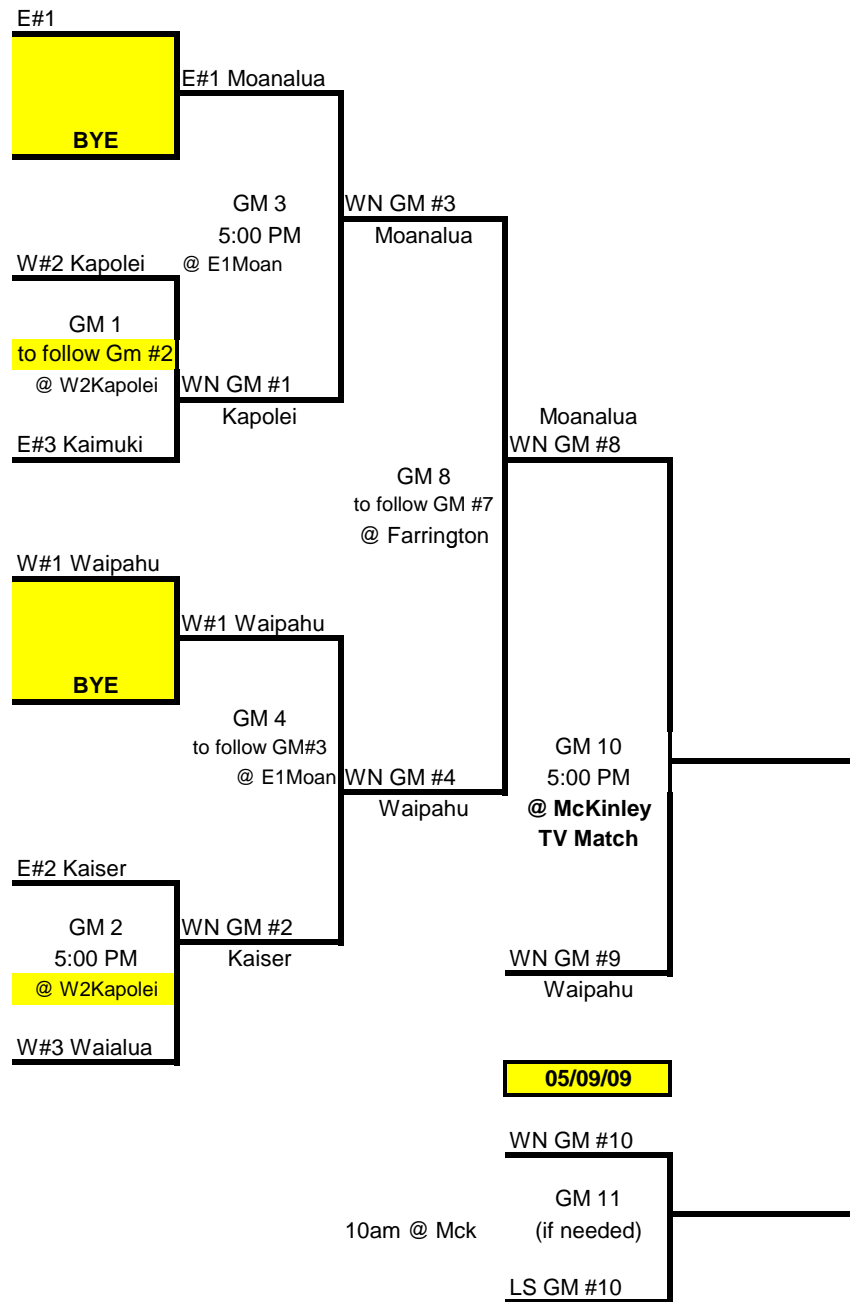 E#1
E#1 Moanalua
BYE
GM 3
WN GM #3
5:00 PM
Moanalua
W#2 Kapolei
@ E1Moan
GM 1
to follow Gm #2
@ W2Kapolei
WN GM #1
Kapolei
Moanalua
E#3 Kaimuki
WN GM #8
GM 8
to follow GM #7
@ Farrington
W#1 Waipahu
W#1 Waipahu
BYE
GM 4
to follow GM#3
GM 10
@ E1Moan
WN GM #4
5:00 PM
Waipahu
@ McKinley
TV Match
E#2 Kaiser
GM 2
WN GM #2
5:00 PM
Kaiser
WN GM #9
@ W2Kapolei
Waipahu
W#3 Waialua
05/09/09
WN GM #10
GM 11
10am @ Mck
(if needed)
LS GM #10